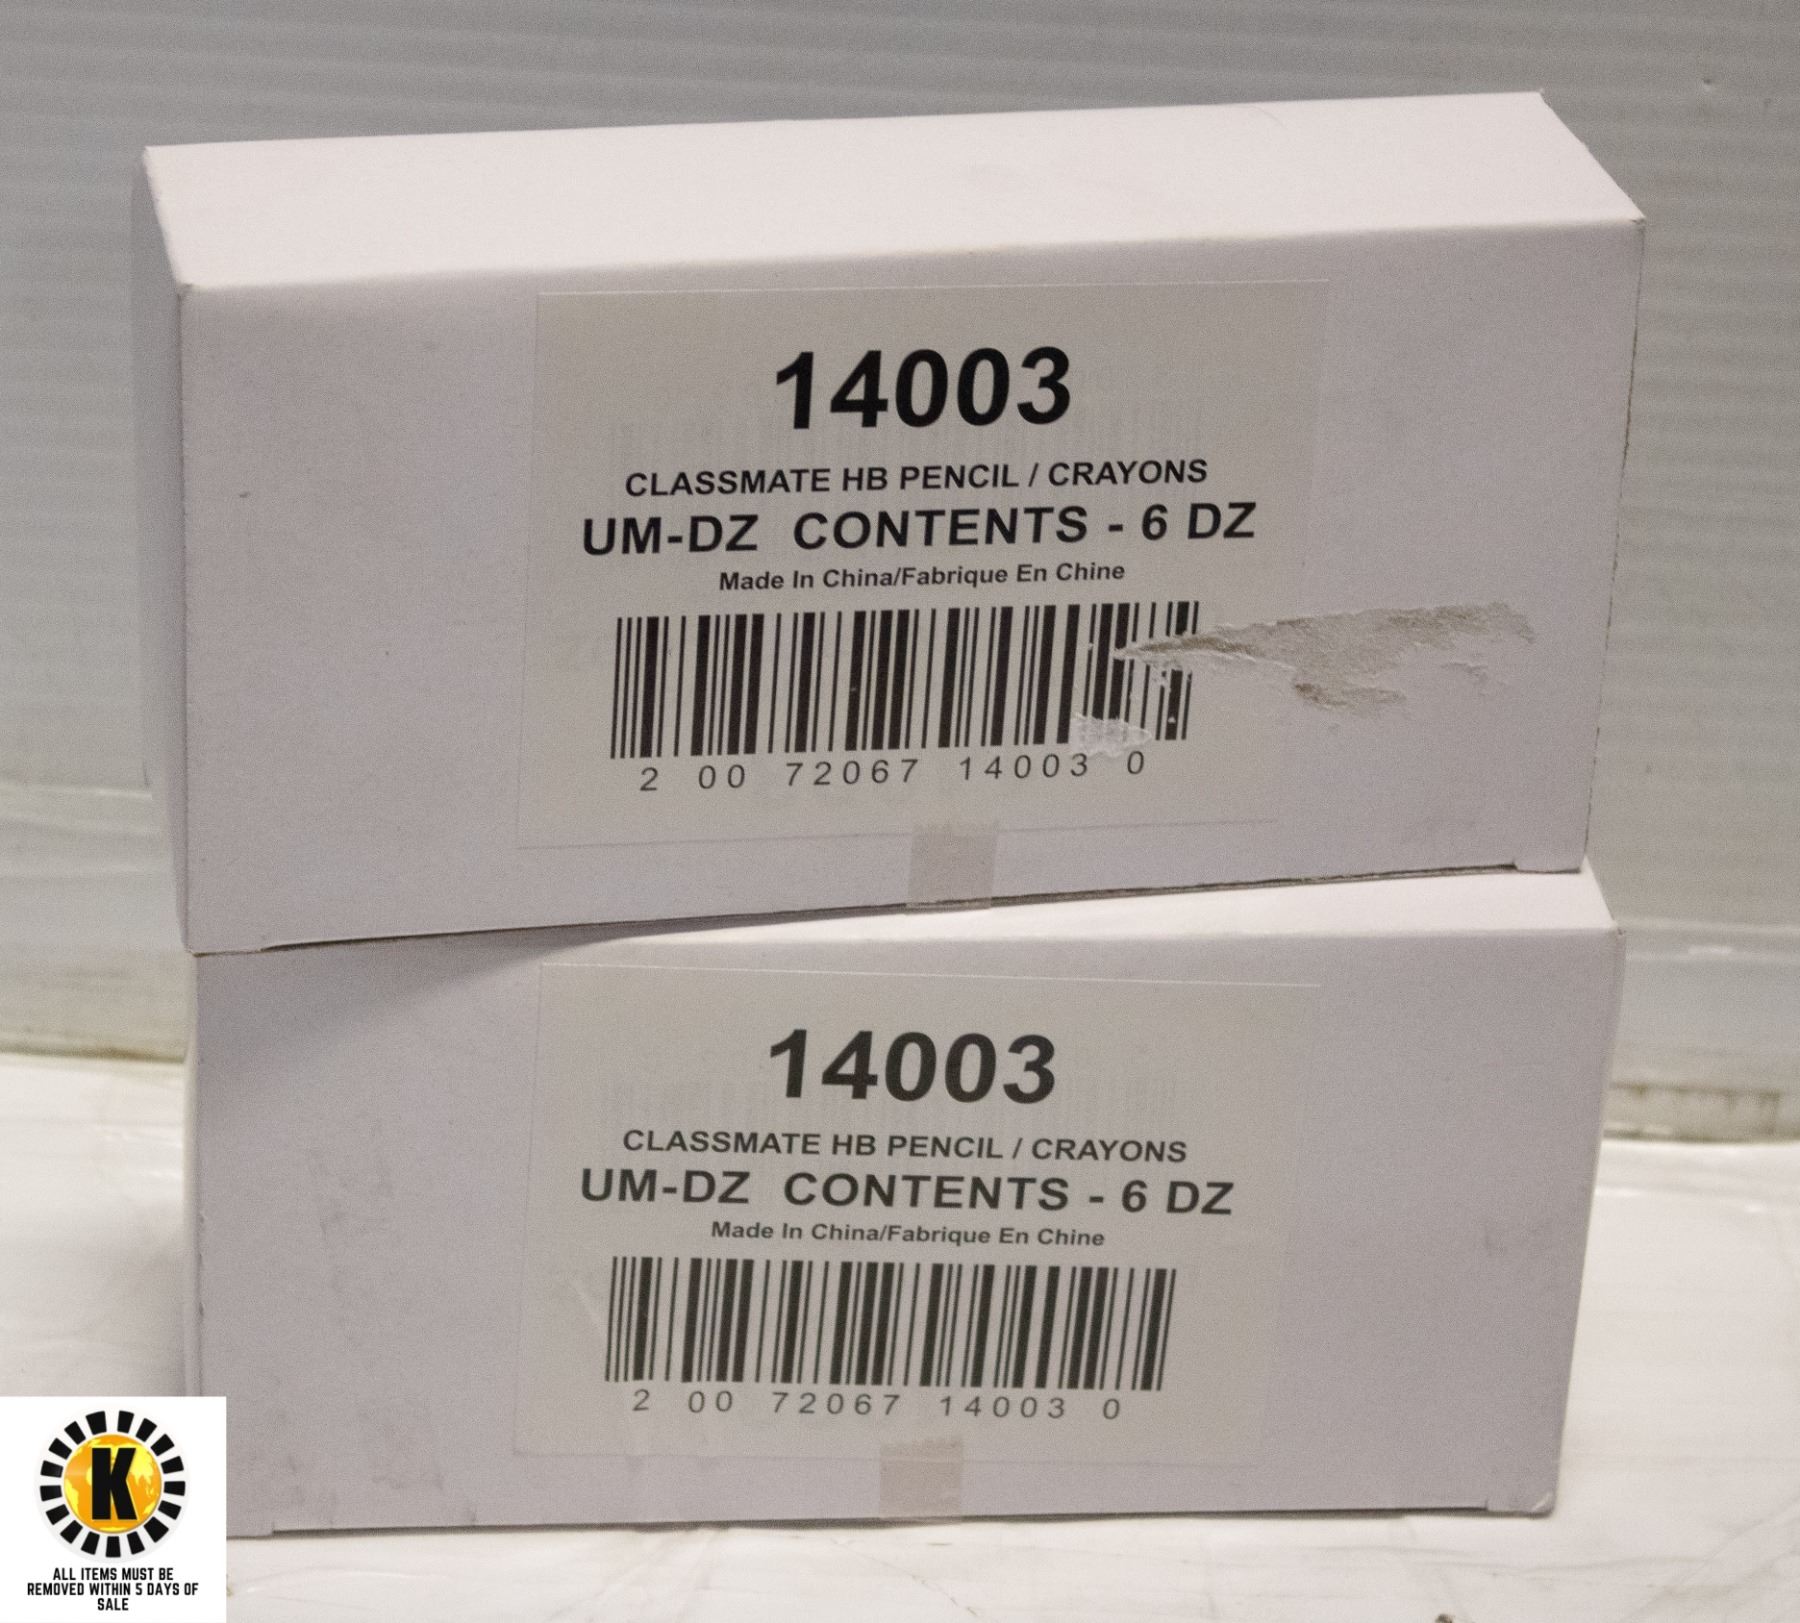 14003
CLASSMATE HB PENCIL / CRAYONS
UM-DZ CONTENTS - 6 DZ
Made In China/Fabrique En Chine
2 00 72067 14003 0
14003
CLASSMATE HB PENCIL / CRAYONS
UM-DZ CONTENTS - 6 DZ
Made In China/Fabrique En Chine
2 00 72067 14003 0
K
ALL ITEMS MUST BE
REMOVED WITHIN 5 DAYS OF
SALE